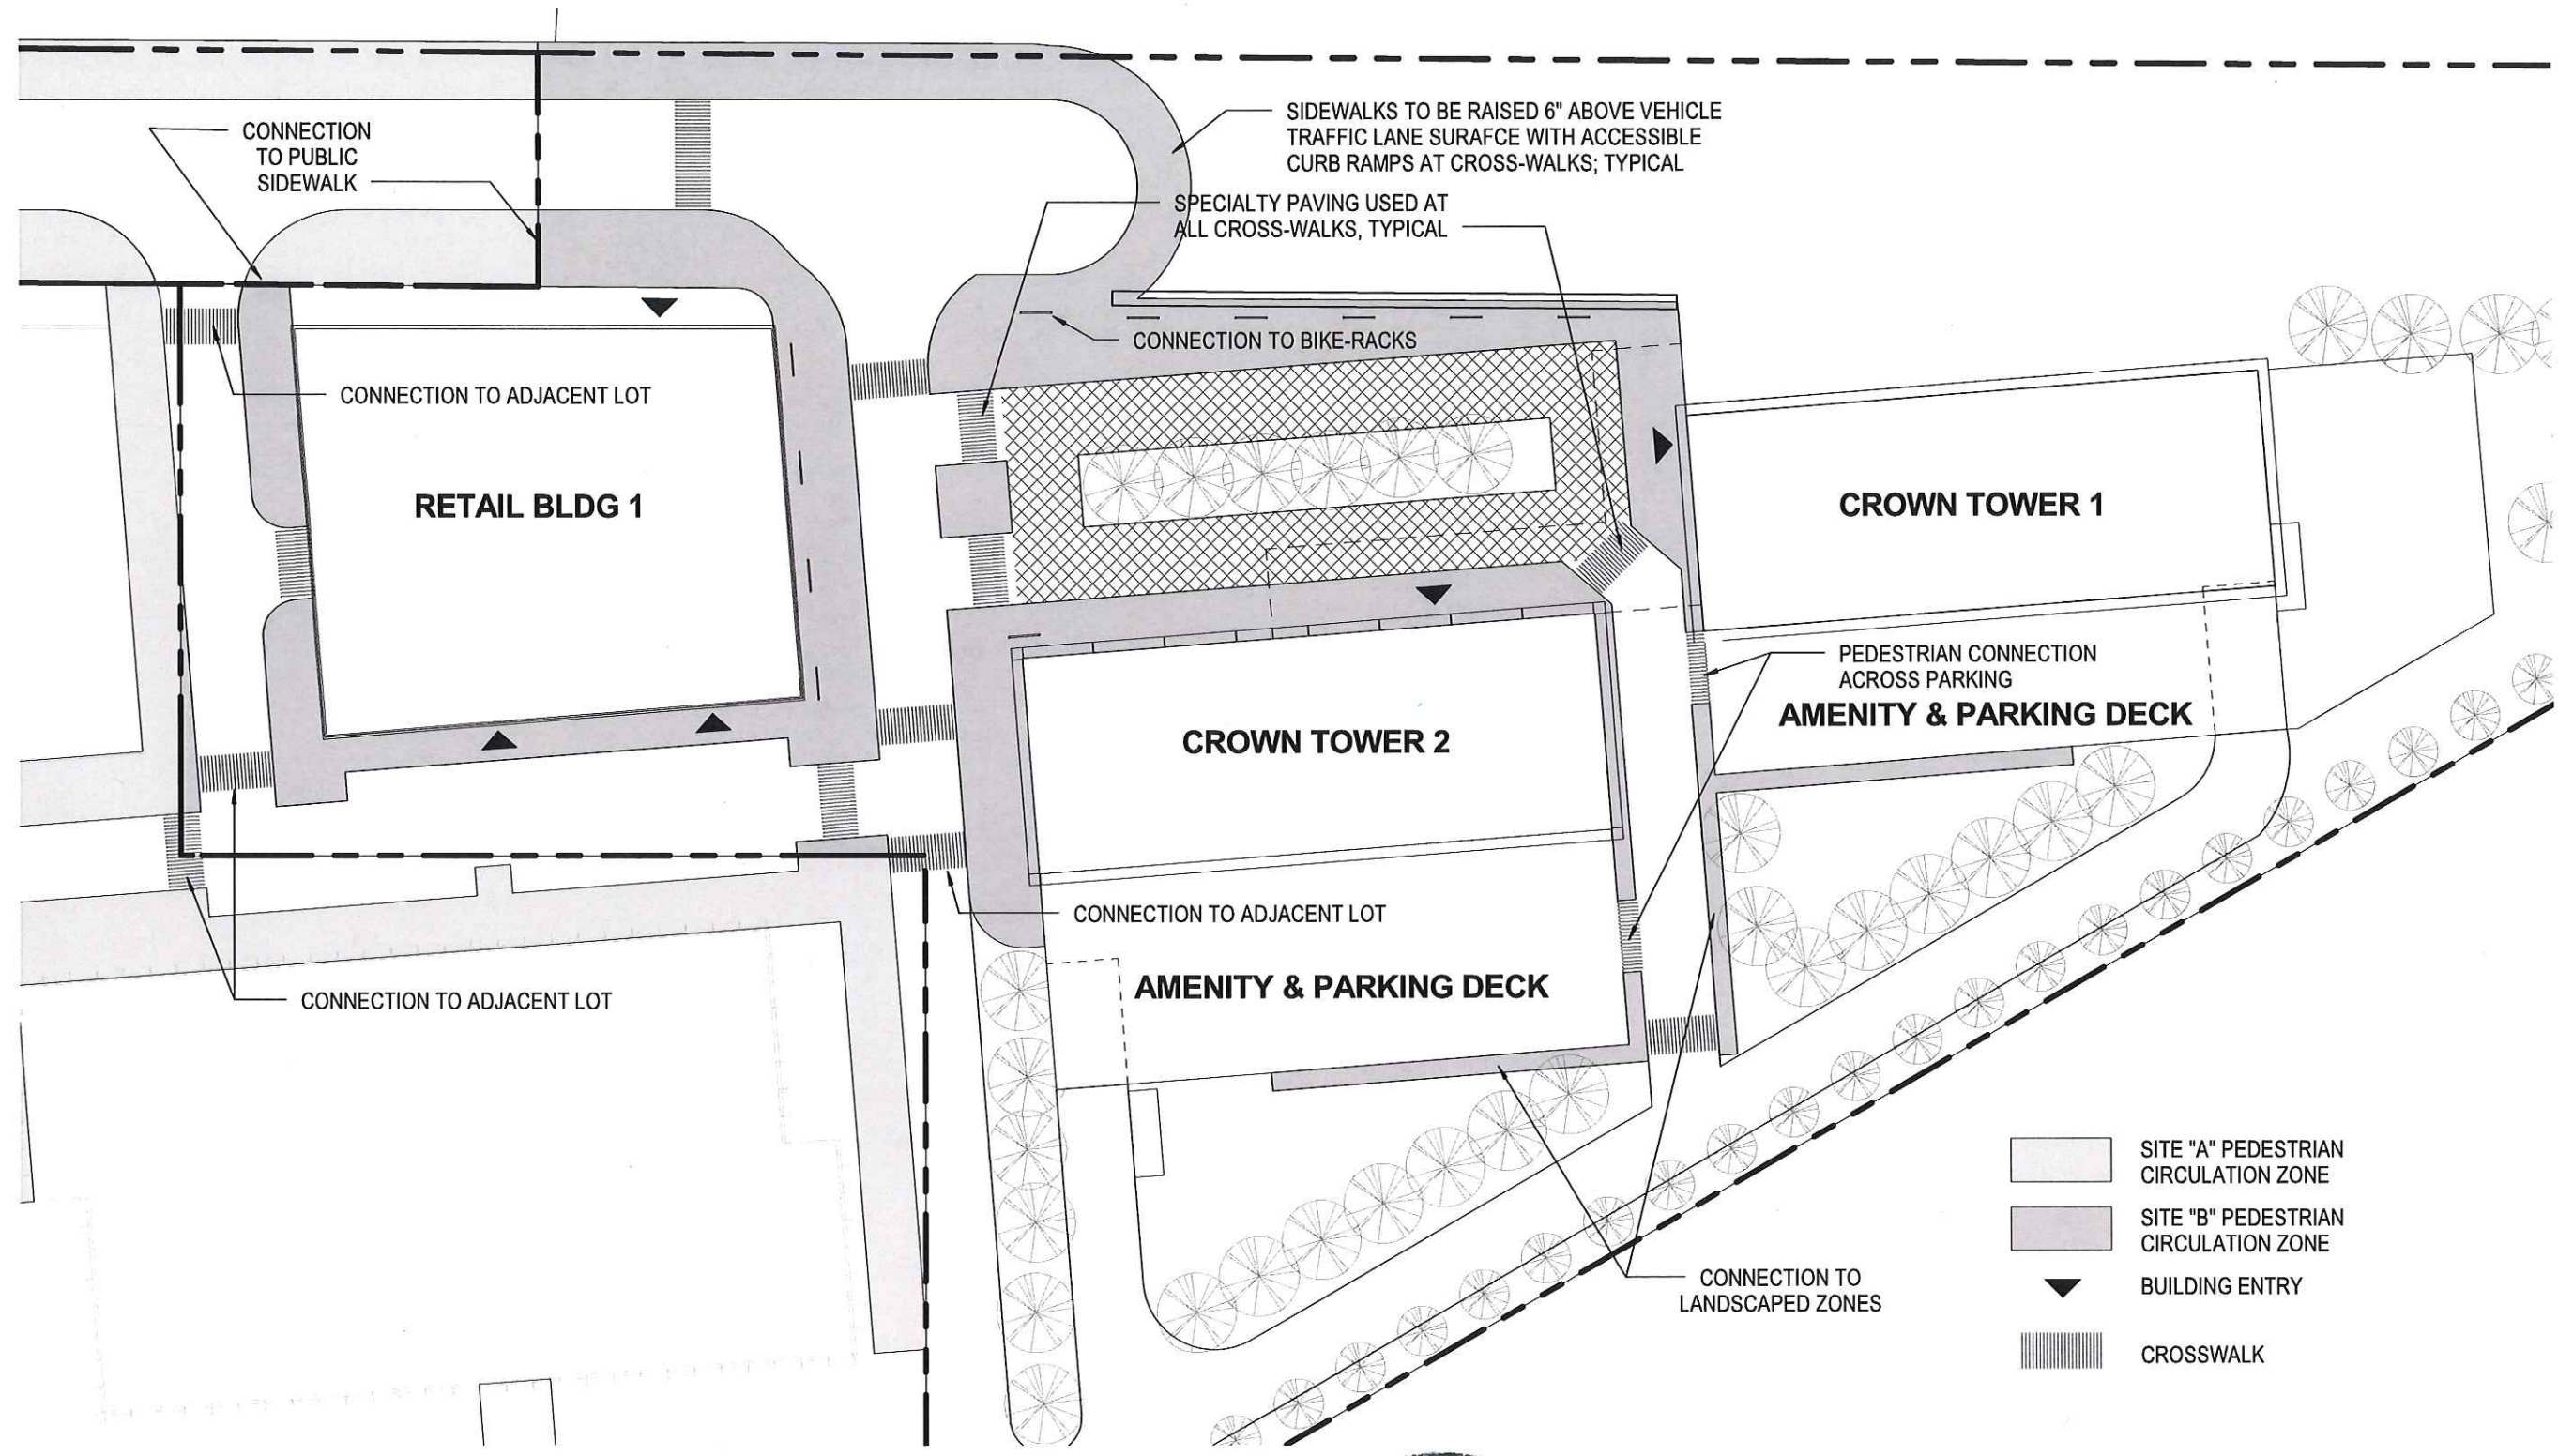 CONNECTION
TO PUBLIC
SIDEWALK
SIDEWALKS TO BE RAISED 6" ABOVE VEHICLE
TRAFFIC LANE SURAFCE WITH ACCESSIBLE
CURB RAMPS AT CROSS-WALKS; TYPICAL
SPECIALTY PAVING USED AT
ALL CROSS-WALKS, TYPICAL
CONNECTION TO BIKE-RACKS
CONNECTION TO ADJACENT LOT
RETAIL BLDG 1
CROWN TOWER 1
PEDESTRIAN CONNECTION
ACROSS PARKING
AMENITY & PARKING DECK
CROWN TOWER 2
CONNECTION TO ADJACENT LOT
AMENITY & PARKING DECK
CONNECTION TO ADJACENT LOT
CONNECTION TO
LANDSCAPED ZONES
SITE "A" PEDESTRIAN
CIRCULATION ZONE
SITE "B" PEDESTRIAN
CIRCULATION ZONE
BUILDING ENTRY
CROSSWALK